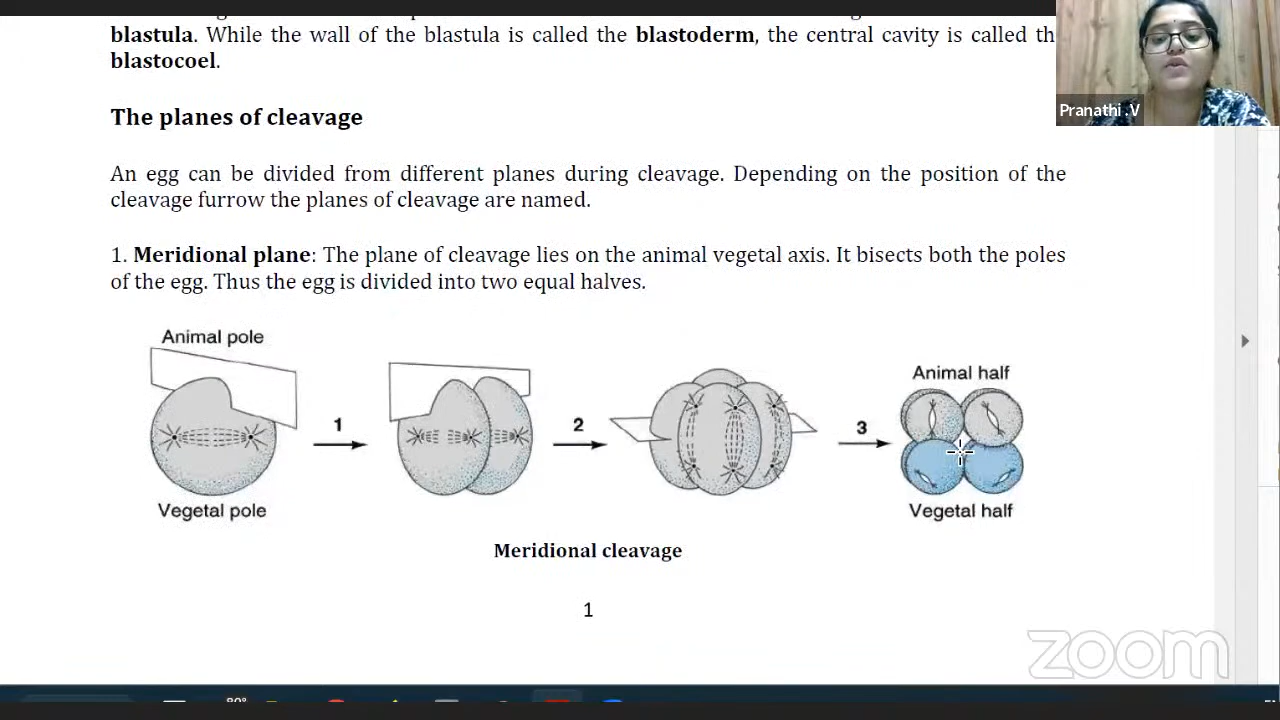 blastula. While the wall of the blastula is called the blastoderm, the central cavity is called th
blastocoel.
Pranathi .V
The planes of cleavage
An egg can be divided from different planes during cleavage. Depending on the position of the
cleavage furrow the planes of cleavage are named.
1. Meridional plane: The plane of cleavage lies on the animal vegetal axis. It bisects both the poles
of the egg. Thus the egg is divided into two equal halves.
Animal pole
Animal half
1
2
3
Vegetal pole
Vegetal half
Meridional cleavage
1
zoom